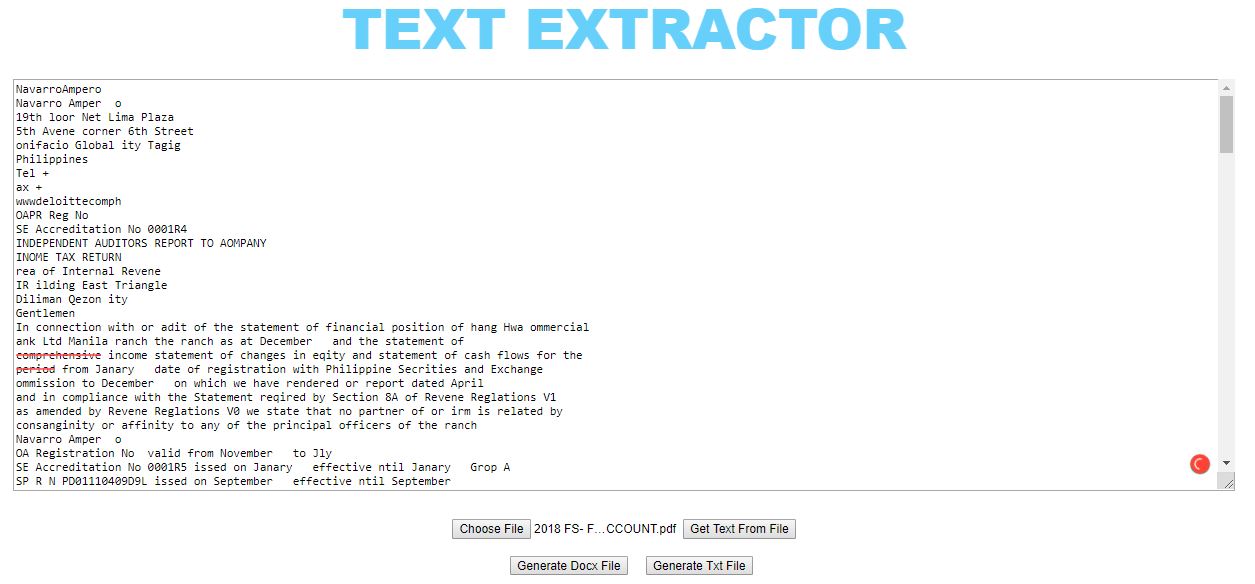 TEXT EXTRACTOR
NavarroAmpero
Navarro Amper  o
19th loor Net Lima Plaza
5th Avene corner 6th Street
onifacio Global ity Tagig
Philippines
Tel +
ax +
wwwdeloittecomph
OAPR Reg No
SE Accreditation No 0001R4
INDEPENDENT AUDITORS REPORT TO AOMPANY
INOME TAX RETURN
rea of Internal Revene
IR ilding East Triangle
Diliman Qezon ity
Gentlemen
In connection with or adit of the statement of financial position of hang Hwa ommercial
ank Ltd Manila ranch the ranch as at December   and the statement of
comprehensive income statement of changes in eqity and statement of cash flows for the
period from Janary   date of registration with Philippine Secrities and Exchange
ommission to December   on which we have rendered or report dated April
and in compliance with the Statement reqired by Section 8A of Revene Reglations V1
as amended by Revene Reglations V0 we state that no partner of or irm is related by
consanginity or affinity to any of the principal officers of the ranch
Navarro Amper  o
OA Registration No  valid from November   to Jly
SE Accreditation No 0001R5 issed on Janary   effective ntil Janary   Grop A
SP R N PD01110409D9L issed on September   effective ntil September
Choose File 2018 FS- F...CCOUNT.pdf Get Text From File
Generate Docx File Generate Txt File